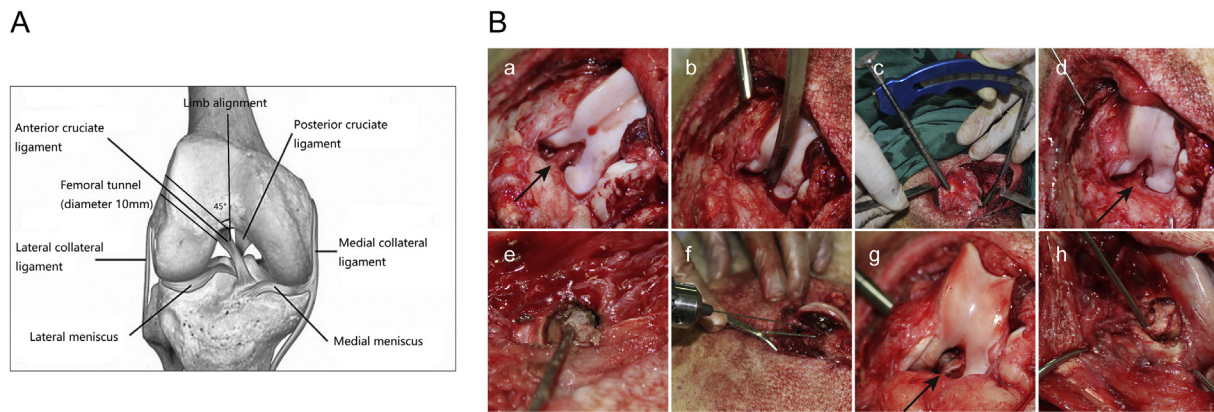 A
Limb alignment
Anterior cruciate
ligament
Posterior cruciate
ligament
Femoral tunnel
(diameter 10mm)
45°
Lateral collateral
ligament
Medial collateral
ligament
Lateral meniscus
Medial meniscus
B
a
b
c
d
e
f
g
h